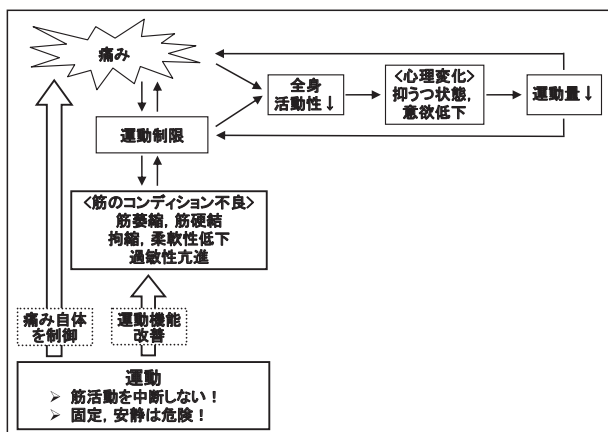 痛み
全身
活動性↓
<心理変化>
抑うつ状態,
意欲低下
運動量↓
運動制限
<筋のコンディション不良>
筋萎縮, 筋硬結
拘縮, 柔軟性低下
過敏性亢進
痛み自体
を制御
運動機能
改善
運動
➢ 筋活動を中断しない!
➢ 固定, 安静は危険!